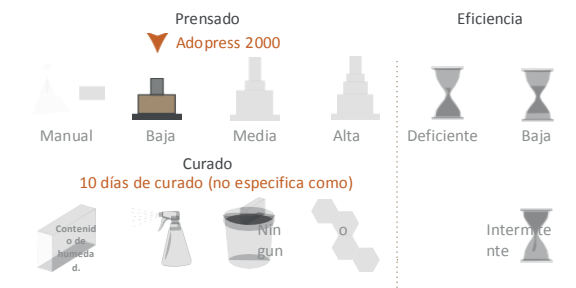 Prensado
Eficiencia
Adopress 2000
Manual
Baja
Media
Alta
Deficiente
Baja
Curado
10 días de curado (no especifica como)
Contenid
o de
humeda
d.
Nin
gun
o
Intermite
nte